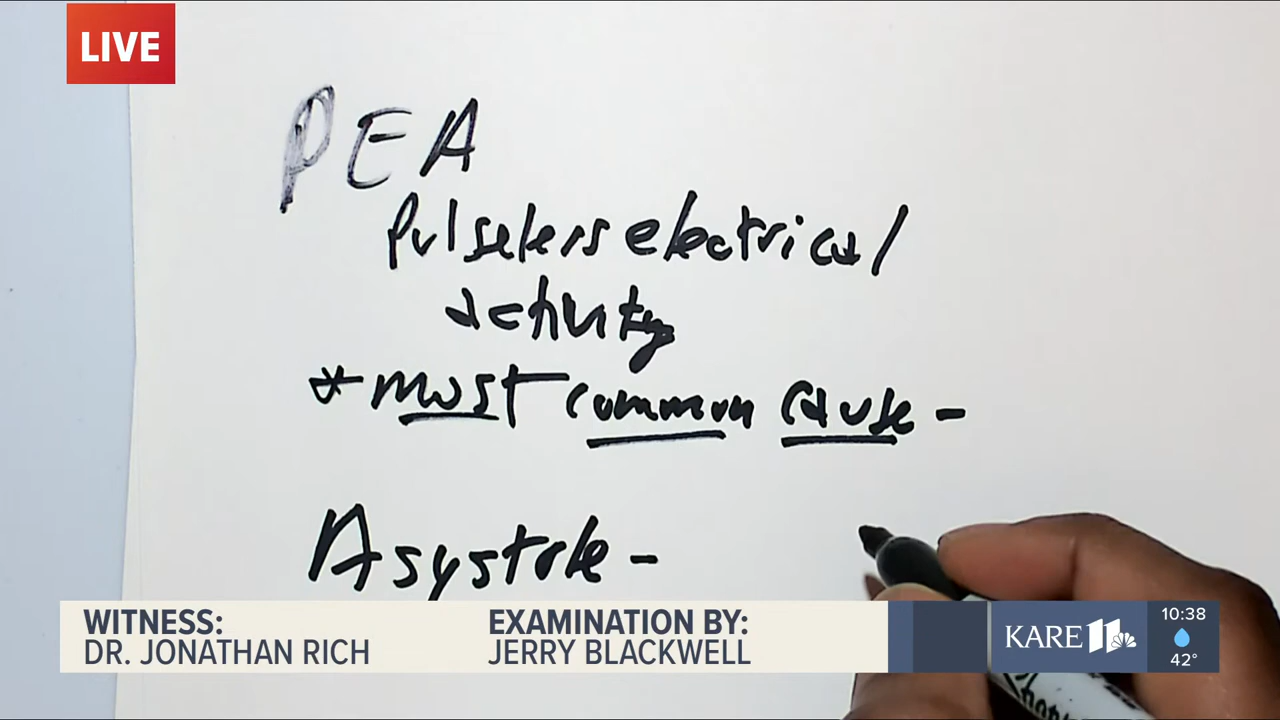 LIVE
PEA
Pulseless electrical
activity
* most common cause -
Asystole -
WITNESS:
DR. JONATHAN RICH
EXAMINATION BY:
JERRY BLACKWELL
KARE 11
10:38
42°